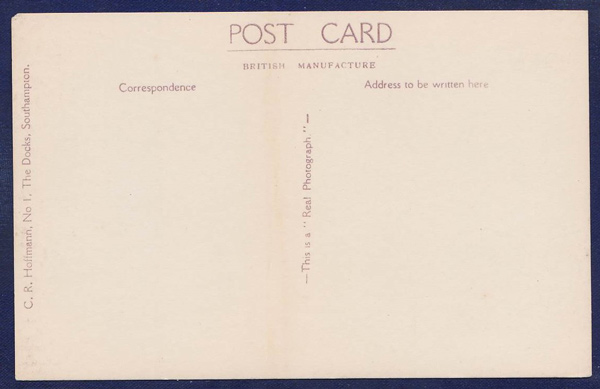 POST CARD
BRITISH MANUFACTURE
Correspondence
Address to be written here
—This is a "Real Photograph."—
C. R. Hoffmann, No 1, The Docks, Southampton.